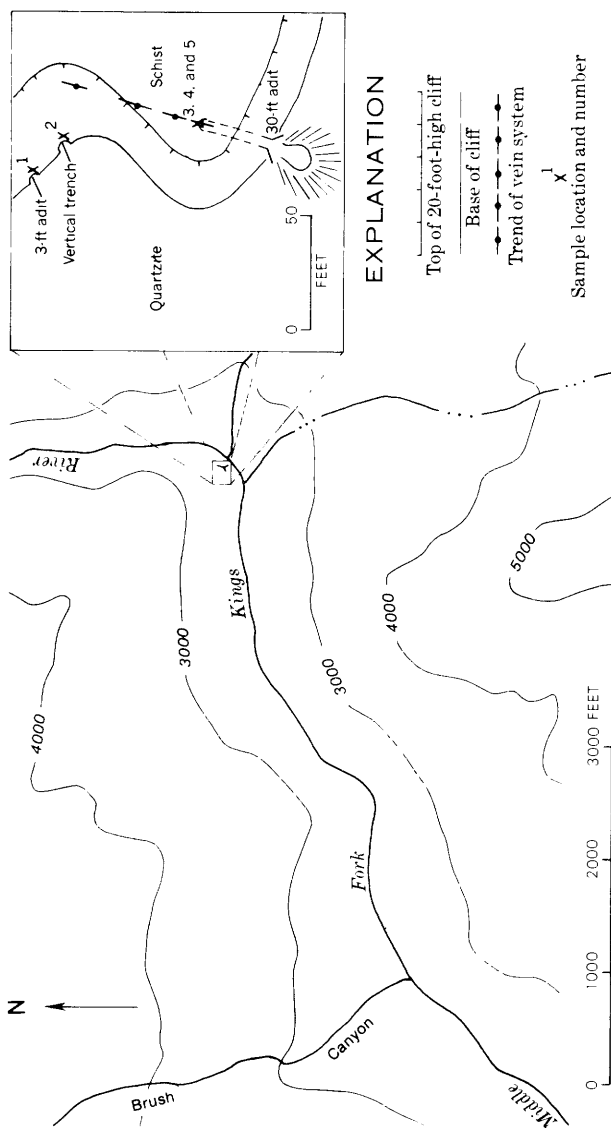 N
Brush
Canyon
4000
3000
River
Kings
Fork
Middle
3000
4000
5000
0 1000 2000 3000 FEET
3-ft adit
1
Vertical trench
2
Quartzite
Schist
3. 4. and 5
30-ft adit
0 50
FEET
EXPLANATION
Top of 20-foot-high cliff
Base of cliff
Trend of vein system
X 1
Sample location and number